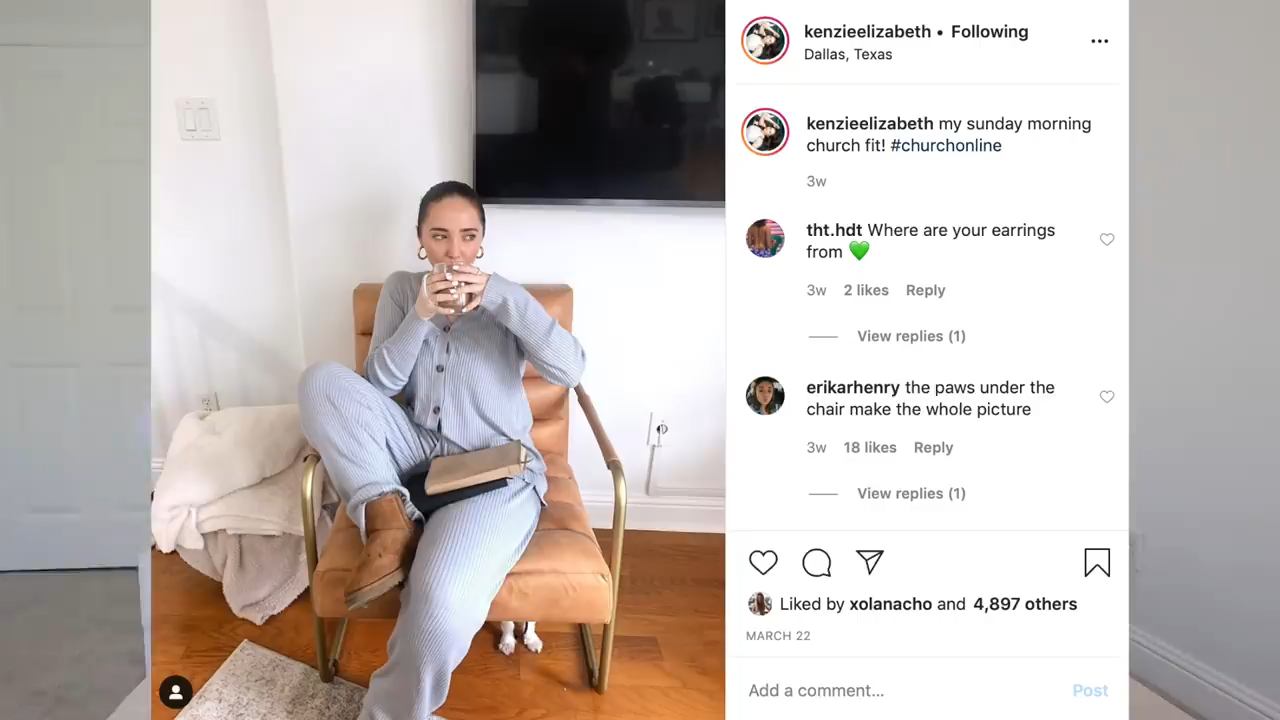 kenzieelizabeth • Following
Dallas, Texas
kenzieelizabeth my sunday morning
church fit! #churchonline
3w
tht.hdt Where are your earrings
from 💚
3w 2 likes Reply
View replies (1)
erikarhenry the paws under the
chair make the whole picture
3w 18 likes Reply
View replies (1)
Liked by xolanacho and 4,897 others
MARCH 22
Add a comment... Post